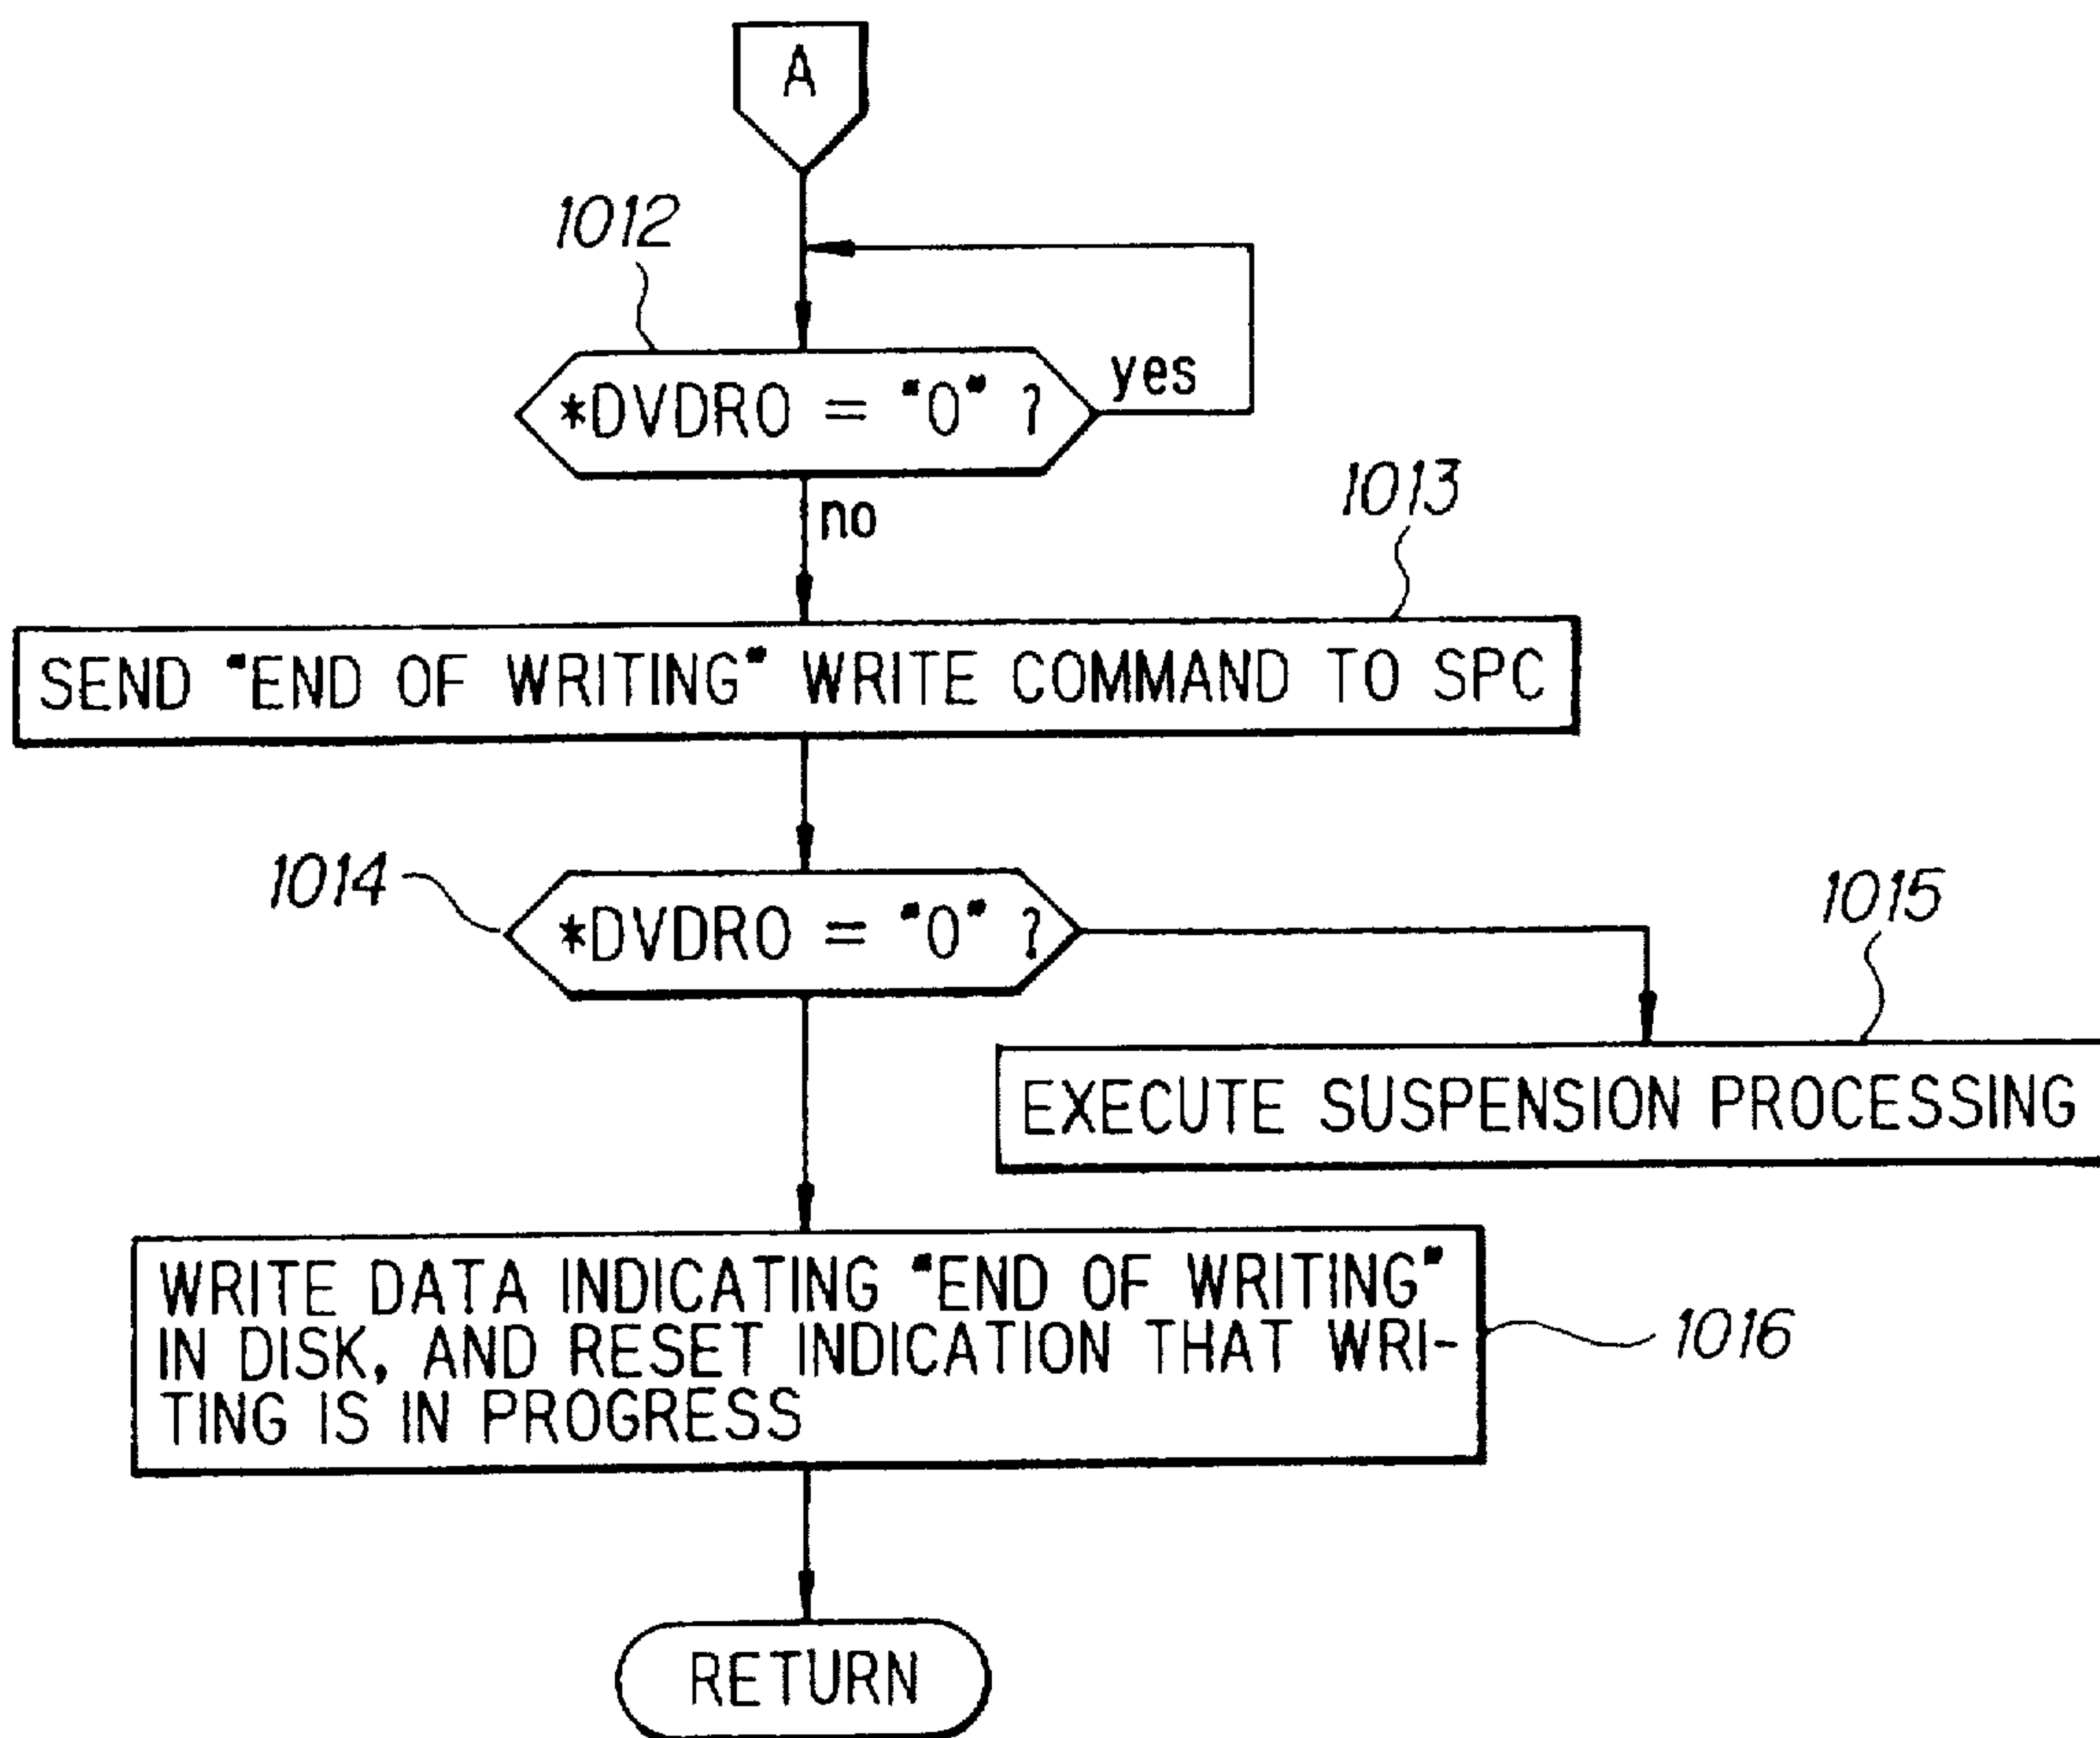 A
1012
*DVDRO = "0" ?
yes
no
1013
SEND "END OF WRITING" WRITE COMMAND TO SPC
1014
*DVDRO = "0" ?
1015
EXECUTE SUSPENSION PROCESSING
WRITE DATA INDICATING "END OF WRITING"
IN DISK, AND RESET INDICATION THAT WRI-
TING IS IN PROGRESS
1016
RETURN